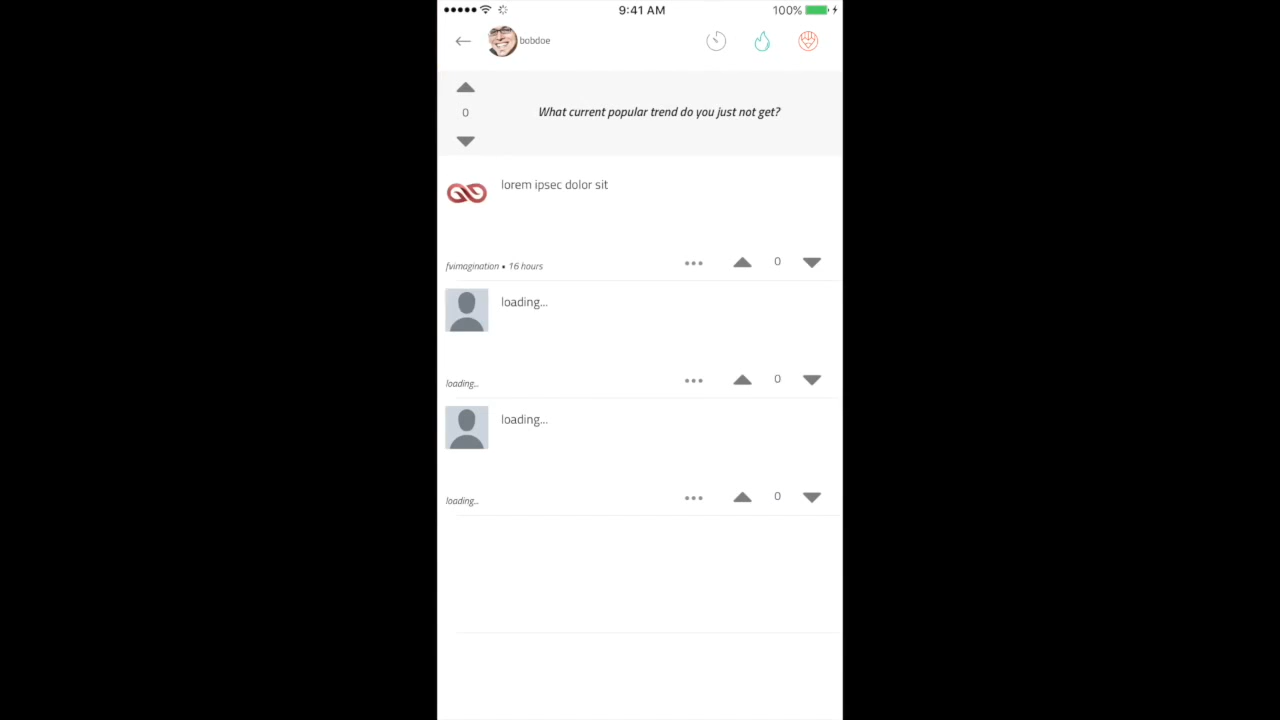 9:41 AM
100%
bobdoe
0
What current popular trend do you just not get?
lorem ipsec dolor sit
fvimagination • 16 hours
0
loading...
loading...
0
loading...
loading...
0